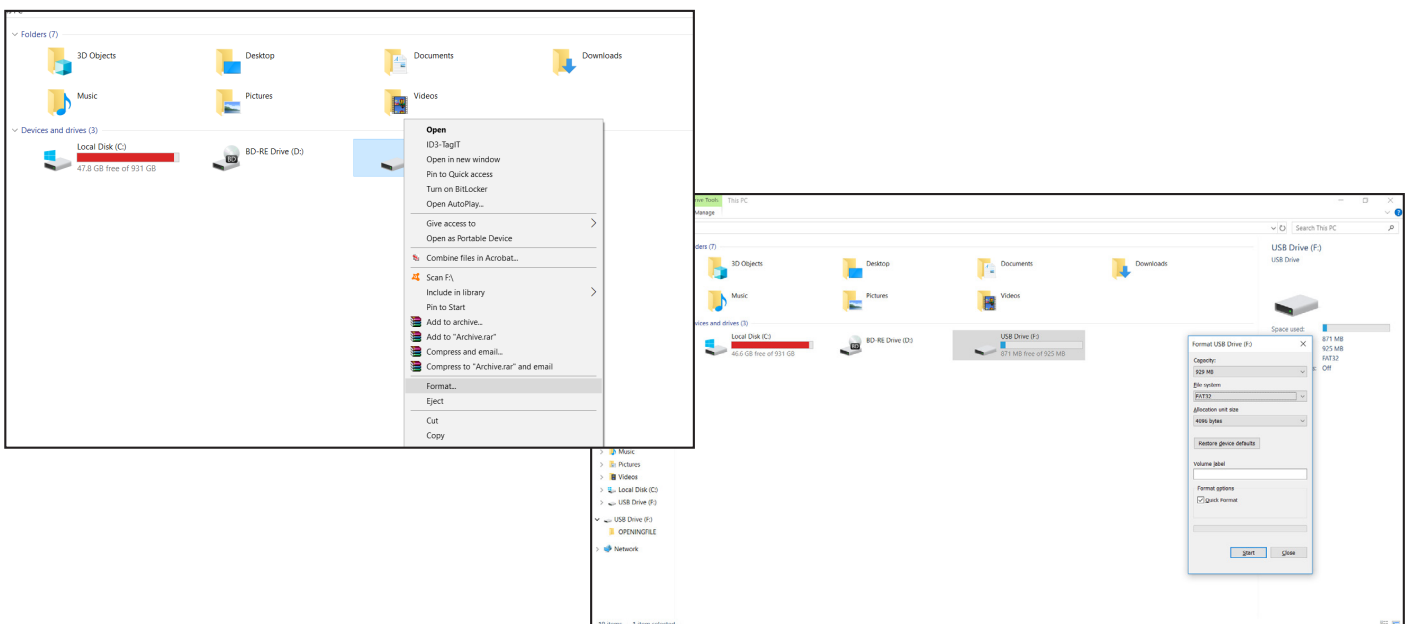 Folders (7)
3D Objects
Desktop
Documents
Downloads
Music
Pictures
Videos
Devices and drives (3)
Local Disk (C:)
47.8 GB free of 931 GB
BD-RE Drive (D:)
Open
ID3-TagIT
Open in new window
Pin to Quick access
Turn on BitLocker
Open AutoPlay...
Give access to
Open as Portable Device
Combine files in Acrobat...
Scan F:\
Include in library
Pin to Start
Add to archive...
Add to "Archive.rar"
Compress and email...
Compress to "Archive.rar" and email
Format...
Eject
Cut
Copy
Tools
This PC
Manage
Search This PC
ders (7)
3D Objects
Desktop
Documents
Downloads
Music
Pictures
Videos
vices and drives (3)
Local Disk (C:)
46.6 GB free of 931 GB
BD-RE Drive (D:)
USB Drive (F:)
871 MB free of 925 MB
USB Drive (F:)
USB Drive
Space used:
871 MB
925 MB
FAT32
Off
Format USB Drive (F:)
Capacity:
929 MB
File system
FAT32
Allocation unit size
4096 bytes
Restore device defaults
Volume label
Format options
Quick Format
Start
Close
Music
Pictures
Videos
Local Disk (C:)
USB Drive (F:)
USB Drive (F:)
OPENINGFILE
Network